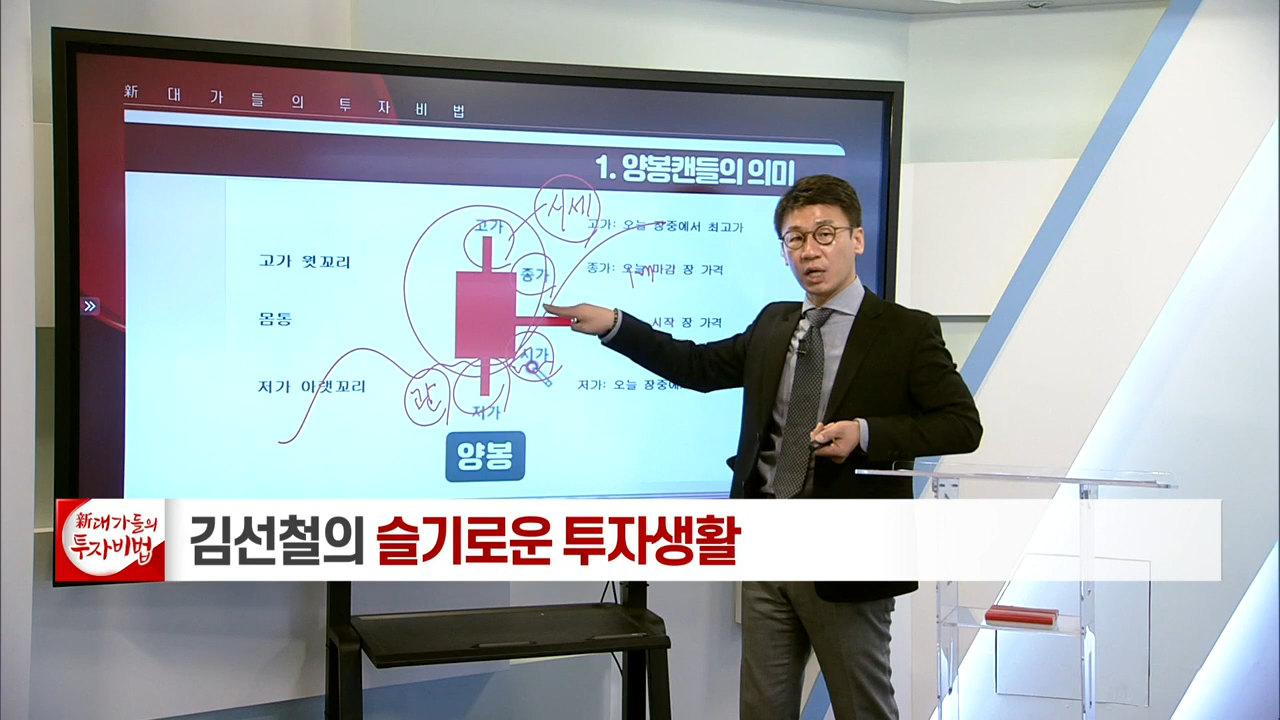 新 대 가 들 의 투 자 비 법
1. 양봉캔들의 의미
시세
고가
고가: 오늘 장중에서 최고가
고가 윗꼬리
종가
종가: 오늘 마감 장 가격
몸통
시작 장 가격
시가
저가 아랫꼬리
관
저가: 오늘 장중에
저가
양봉
新대가들의
투자비법
김선철의 슬기로운 투자생활